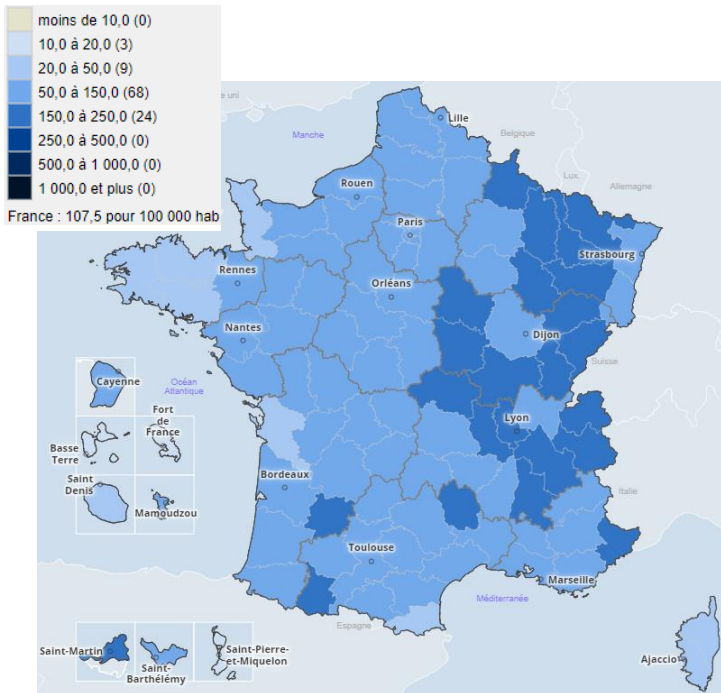 moins de 10,0 (0)
10,0 à 20,0 (3)
20,0 à 50,0 (9)
50,0 à 150,0 (68)
150,0 à 250,0 (24)
250,0 à 500,0 (0)
500,0 à 1 000,0 (0)
1 000,0 et plus (0)
France : 107,5 pour 100 000 hab
Manche
Lille
Belgique
Lux.
Allemagne
Rouen
Paris
Strasbourg
Rennes
Orléans
Nantes
Dijon
Suisse
Cayenne
Océan
Atlantique
Fort
de
France
Lyon
Basse
Terre
Saint
Denis
Bordeaux
Mamoudzou
Italie
Toulouse
Marseille
Méditerranée
Espagne
Saint-Martin
Saint-
Barthélémy
Saint-Pierre-
et-Miquelon
Ajaccio